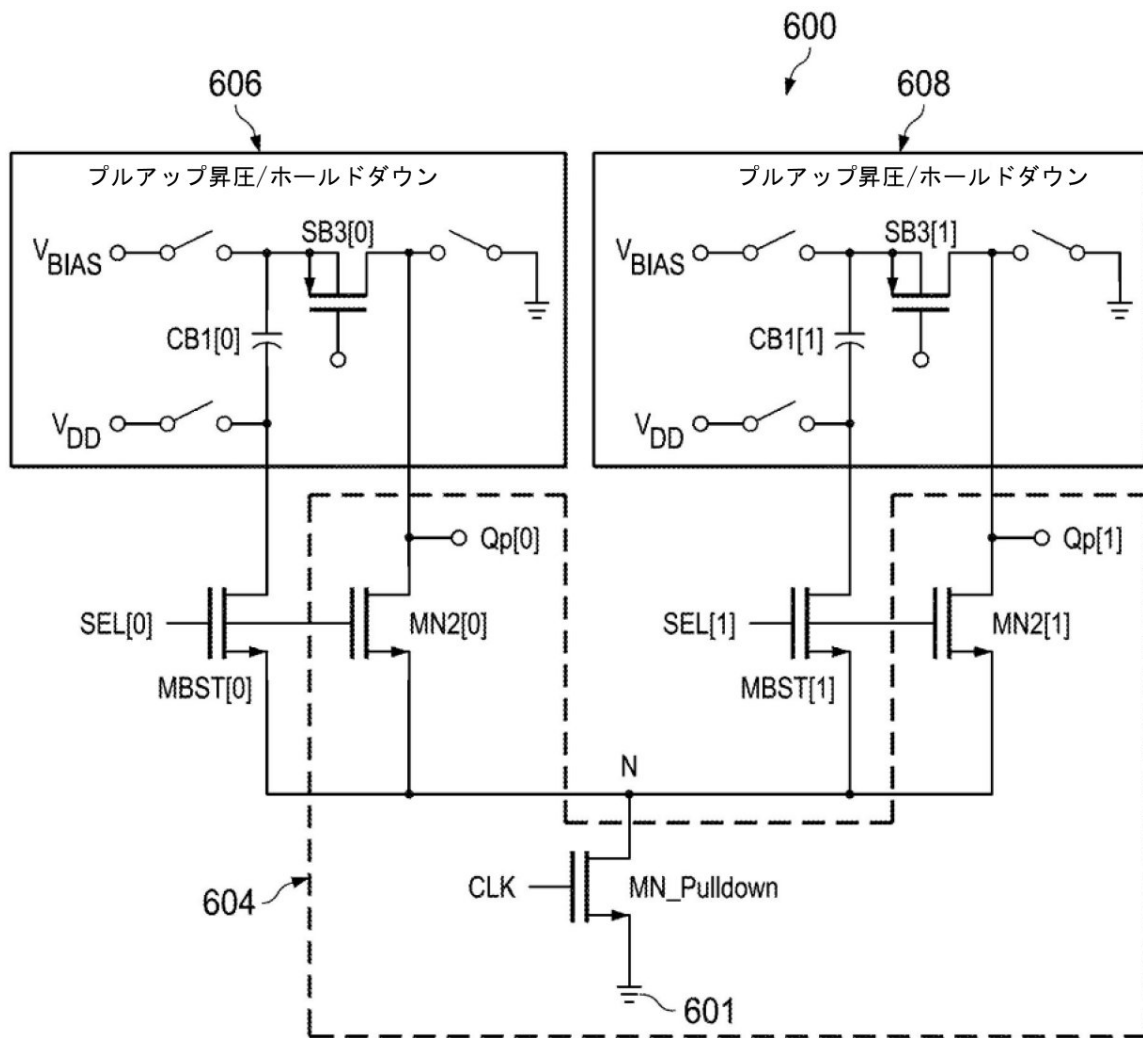 600
606
608
プルアップ昇圧/ホールドダウン
プルアップ昇圧/ホールドダウン
SB3[0]
SB3[1]
VBIAS
VBIAS
CB1[0]
CB1[1]
VDD
VDD
Qp[0]
Qp[1]
SEL[0]
MN2[0]
SEL[1]
MN2[1]
MBST[0]
MBST[1]
N
CLK
MN_Pulldown
604
601